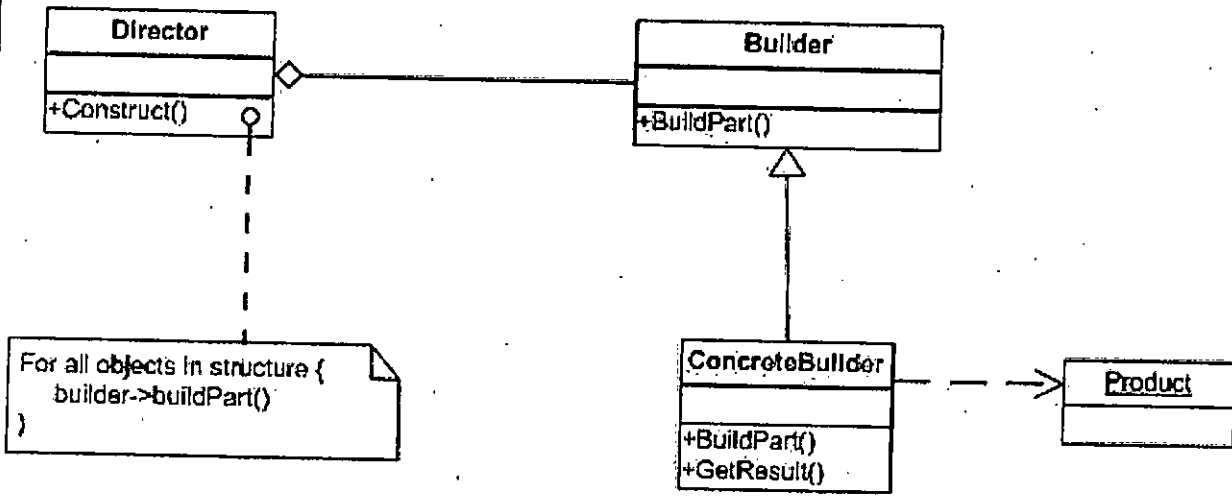 Director
+Construct()
Builder
+BuildPart()
For all objects in structure {
builder->buildPart()
}
ConcreteBuilder
+BuildPart()
+GetResult()
Product